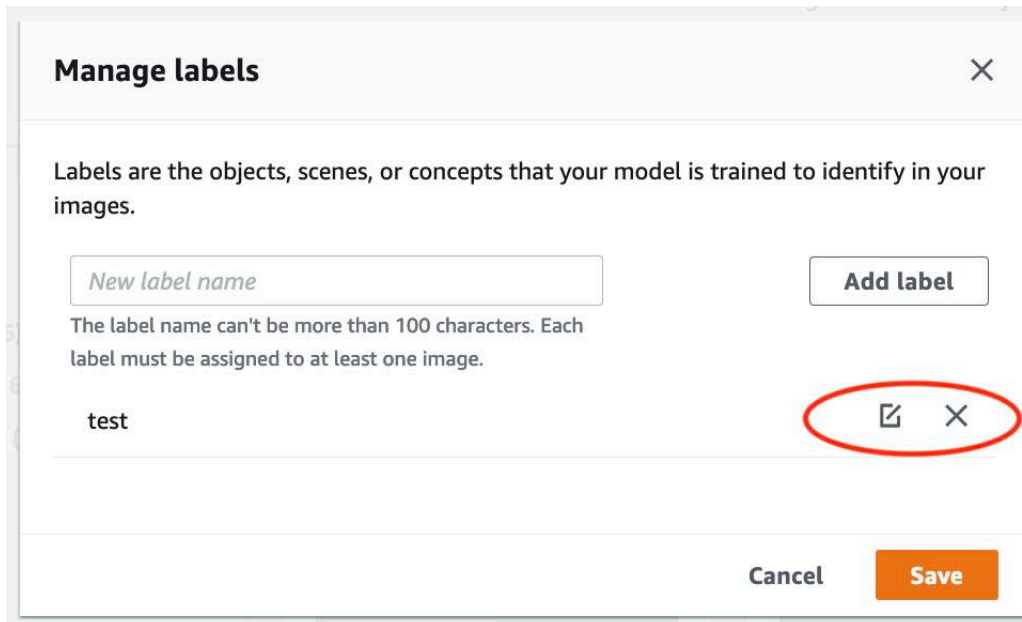 Manage labels
Labels are the objects, scenes, or concepts that your model is trained to identify in your
images.
New label name
Add label
The label name can't be more than 100 characters. Each
label must be assigned to at least one image.
test
Cancel
Save